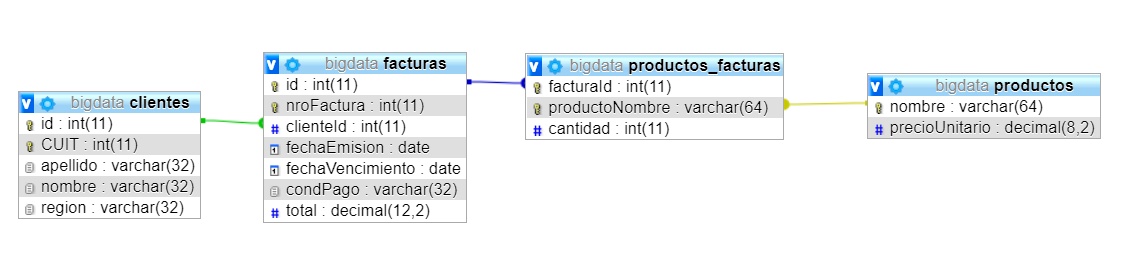 bigdata clientes
id : int(11)
CUIT : int(11)
apellido : varchar(32)
nombre : varchar(32)
region : varchar(32)
bigdata facturas
id : int(11)
nroFactura : int(11)
clienteId : int(11)
fechaEmision : date
fechaVencimiento : date
condPago : varchar(32)
total : decimal(12,2)
bigdata productos_facturas
facturaId : int(11)
productoNombre : varchar(64)
cantidad : int(11)
bigdata productos
nombre : varchar(64)
precioUnitario : decimal(8,2)